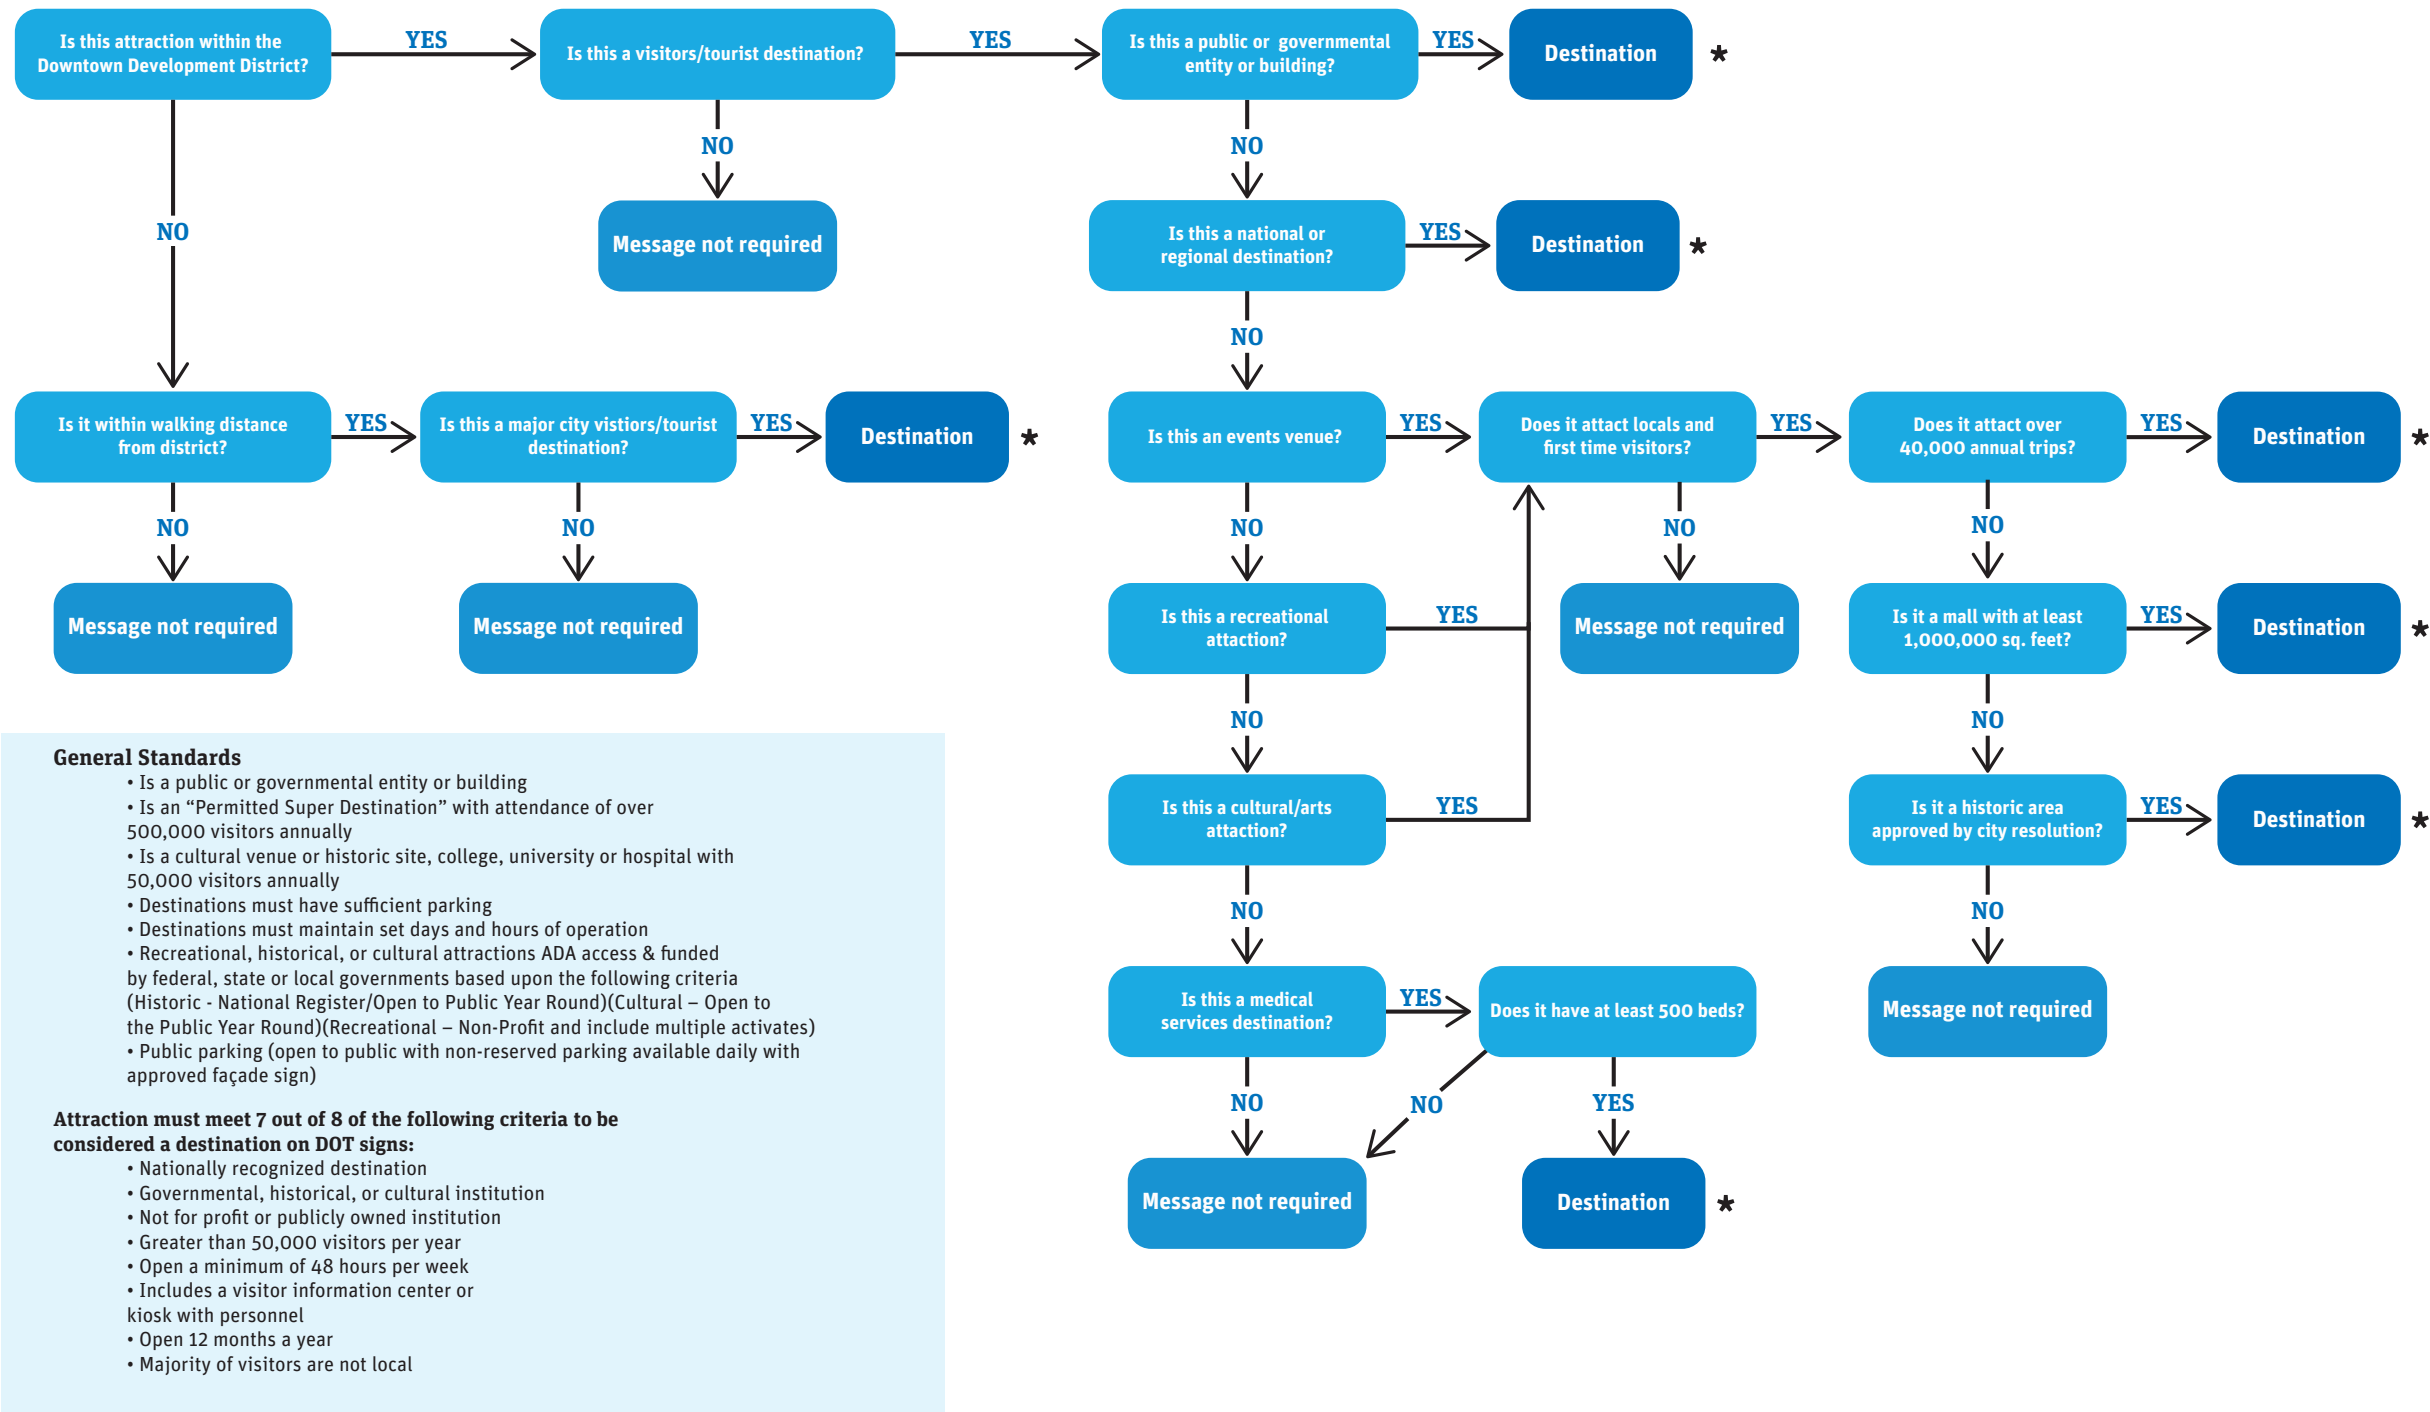 Is this attraction within the
Downtown Development District?
YES
Is this a visitors/tourist destination?
YES
Is this a public or governmental
entity or building?
YES
Destination
*
NO
NO
NO
Message not required
Is this a national or
regional destination?
YES
Destination
*
NO
Is it within walking distance
from district?
YES
Is this a major city vistiors/tourist
destination?
YES
Destination
*
Is this an events venue?
YES
Does it attact locals and
first time visitors?
YES
Does it attact over
40,000 annual trips?
YES
Destination
*
NO
NO
NO
NO
NO
Message not required
Message not required
Is this a recreational
attaction?
YES
Message not required
Is it a mall with at least
1,000,000 sq. feet?
YES
Destination
*
NO
NO
Is this a cultural/arts
attaction?
YES
Is it a historic area
approved by city resolution?
YES
Destination
*
NO
NO
Is this a medical
services destination?
YES
Does it have at least 500 beds?
Message not required
NO
NO
YES
Message not required
Destination
*
General Standards
• Is a public or governmental entity or building
• Is an “Permitted Super Destination” with attendance of over
500,000 visitors annually
• Is a cultural venue or historic site, college, university or hospital with
50,000 visitors annually
• Destinations must have sufficient parking
• Destinations must maintain set days and hours of operation
• Recreational, historical, or cultural attractions ADA access & funded
by federal, state or local governments based upon the following criteria
(Historic - National Register/Open to Public Year Round)(Cultural – Open to
the Public Year Round)(Recreational – Non-Profit and include multiple activates)
• Public parking (open to public with non-reserved parking available daily with
approved façade sign)
Attraction must meet 7 out of 8 of the following criteria to be
considered a destination on DOT signs:
• Nationally recognized destination
• Governmental, historical, or cultural institution
• Not for profit or publicly owned institution
• Greater than 50,000 visitors per year
• Open a minimum of 48 hours per week
• Includes a visitor information center or
kiosk with personnel
• Open 12 months a year
• Majority of visitors are not local